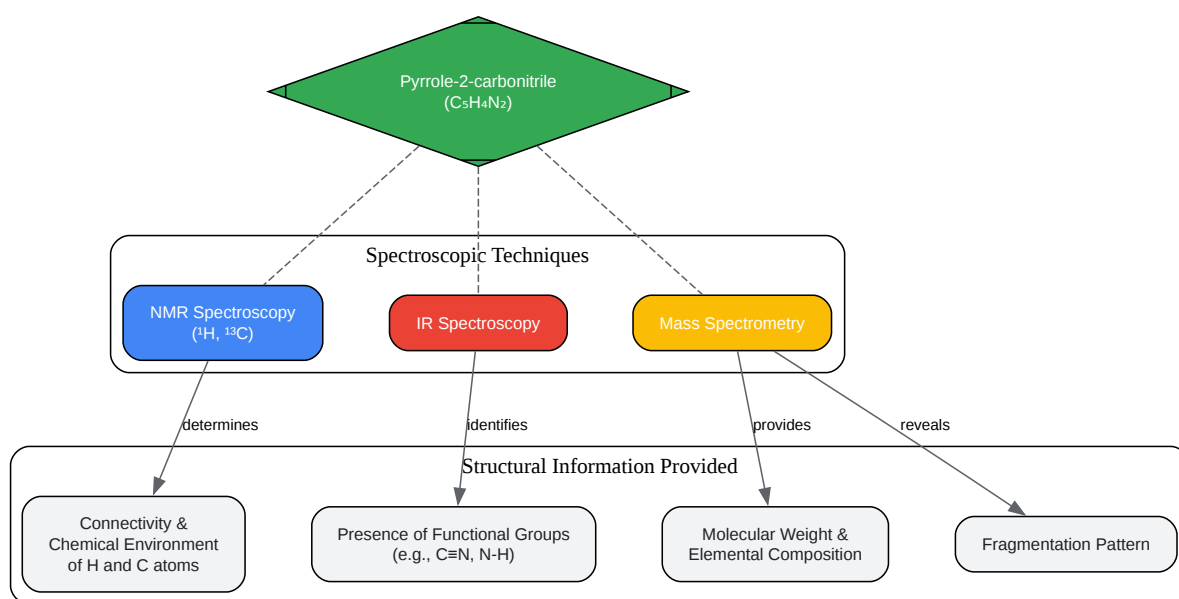 Pyrrole-2-carbonitrile
(C₅H₄N₂)
Spectroscopic Techniques
NMR Spectroscopy
(¹H, ¹³C)
IR Spectroscopy
Mass Spectrometry
determines
identifies
provides
reveals
Structural Information Provided
Connectivity &
Chemical Environment
of H and C atoms
Presence of Functional Groups
(e.g., C≡N, N-H)
Molecular Weight &
Elemental Composition
Fragmentation Pattern